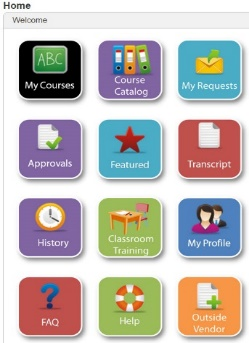 Home
Welcome
ABC
My Courses
Course
Catalog
My Requests
Approvals
Featured
Transcript
History
Classroom
Training
My Profile
FAQ
Help
Outside
Vendor